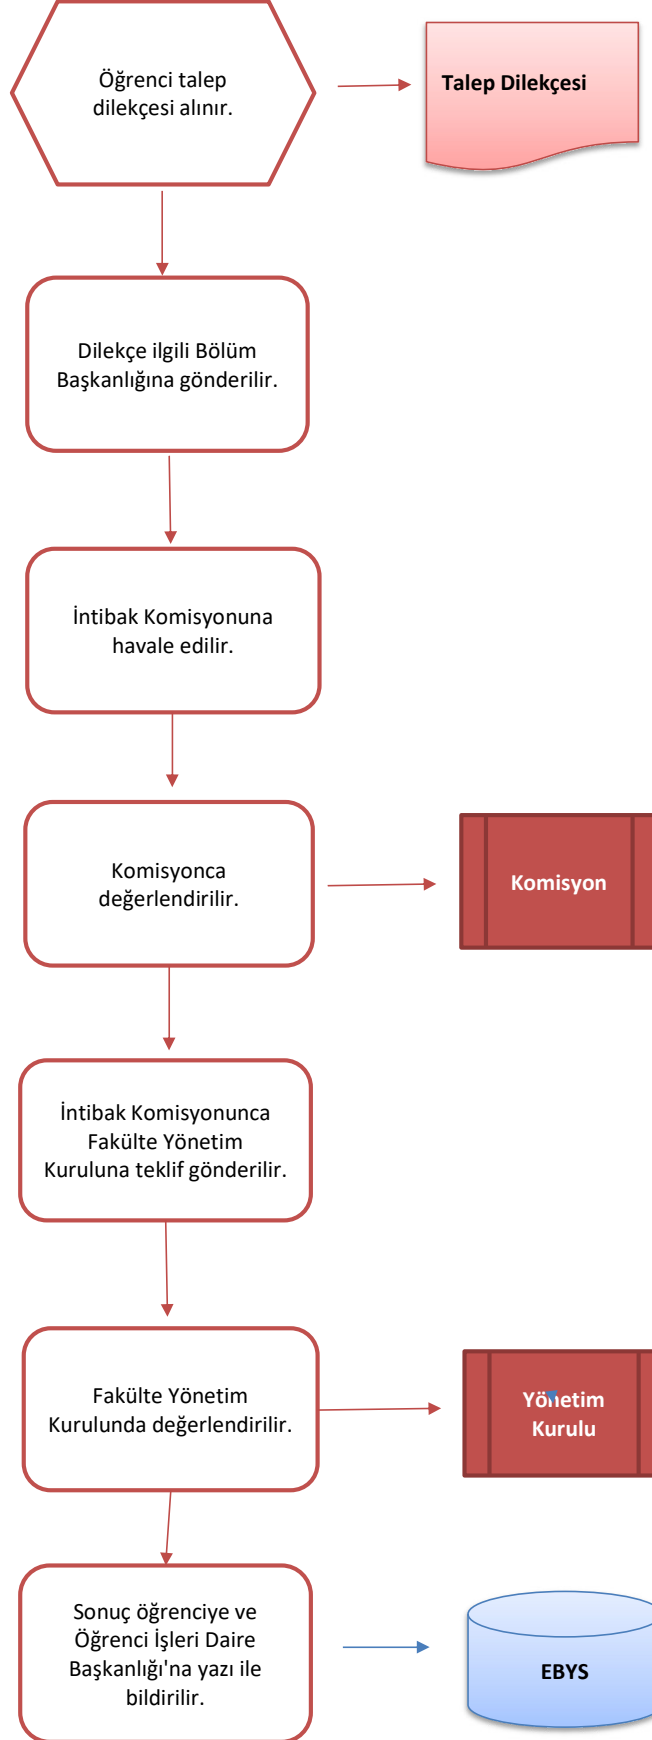 Öğrenci talep
dilekçesi alınır.
Talep Dilekçesi
Dilekçe ilgili Bölüm
Başkanlığına gönderilir.
İntibak Komisyonuna
havale edilir.
Komisyonca
değerlendirilir.
Komisyon
İntibak Komisyonunca
Fakülte Yönetim
Kuruluna teklif gönderilir.
Fakülte Yönetim
Kurulunda değerlendirilir.
Yönetim
Kurulu
Sonuç öğrenciye ve
Öğrenci İşleri Daire
Başkanlığı'na yazı ile
bildirilir.
EBYS